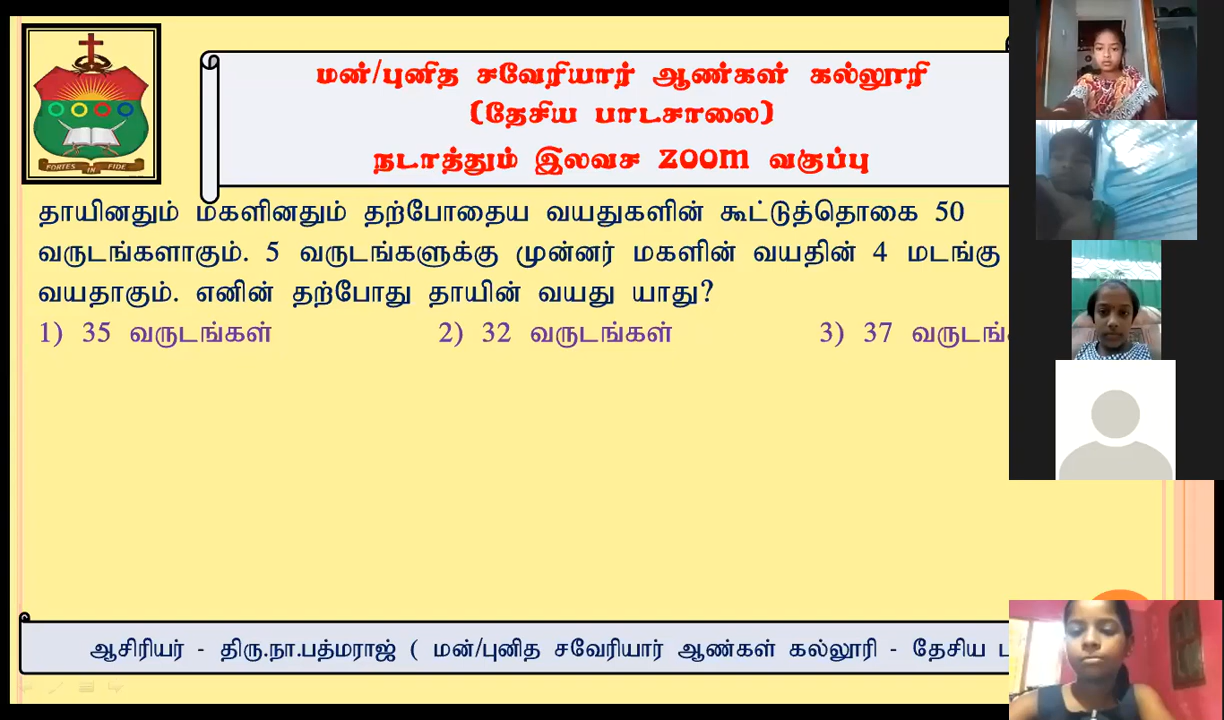 மன்/புனித சவேரியார் ஆண்கள் கல்லூரி
(தேசிய பாடசாலை)
நடாத்தும் இலவச ZOOM வகுப்பு
தாயினதும் மகளினதும் தற்போதைய வயதுகளின் கூட்டுத்தொகை 50
வருடங்களாகும். 5 வருடங்களுக்கு முன்னர் மகளின் வயதின் 4 மடங்கு
வயதாகும். எனின் தற்போது தாயின் வயது யாது?
1) 35 வருடங்கள் 2) 32 வருடங்கள் 3) 37
ஆசிரியர் - திரு.நா.பத்மராஜ் ( மன்/புனித சவேரியார் ஆண்கள் கல்லூரி - தேசிய
FORTES IN FIDE